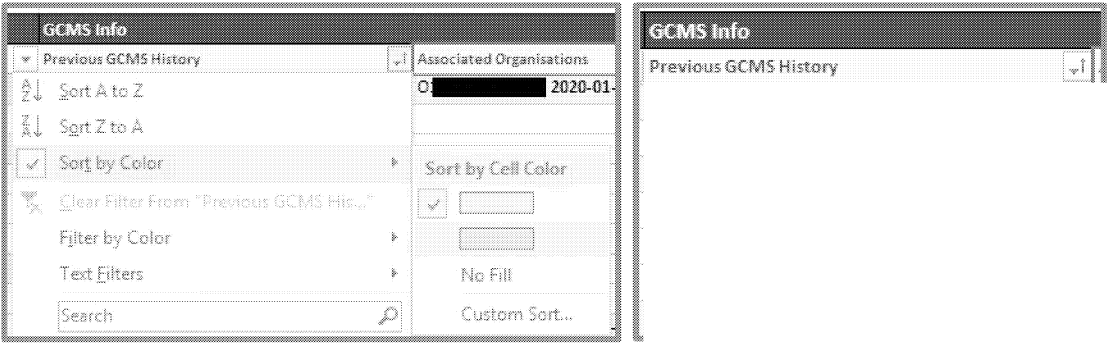 GCMS Info
Previous GCMS History
Associated Organisations
2020-01-
Sort A to Z
Sort Z to A
Sort by Color
Clear Filter From "Previous GCMS His..."
Filter by Color
Text Filters
Search
Sort by Cell Color
No Fill
Custom Sort...
GCMS Info
Previous GCMS History